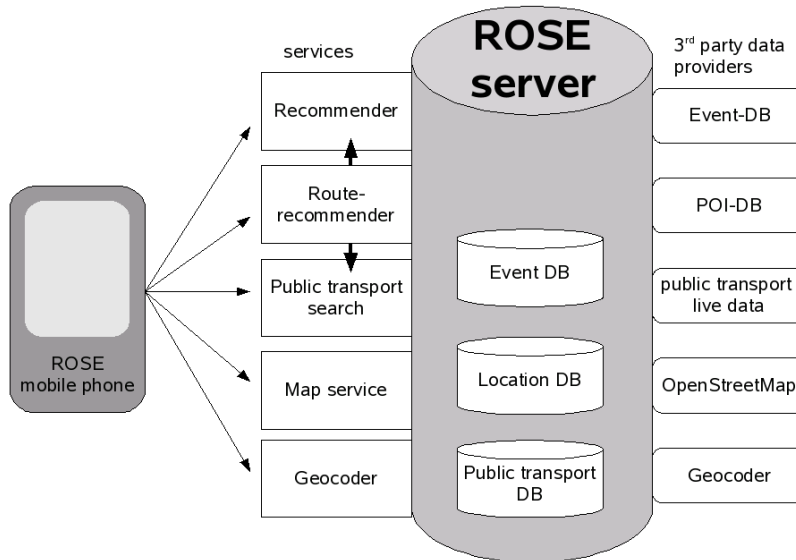 services
ROSE
server
3rd party data
providers
Recommender
Route-
recommender
Public transport
search
Map service
Geocoder
ROSE
mobile phone
Event DB
Location DB
Public transport
DB
Event-DB
POI-DB
public transport
live data
OpenStreetMap
Geocoder